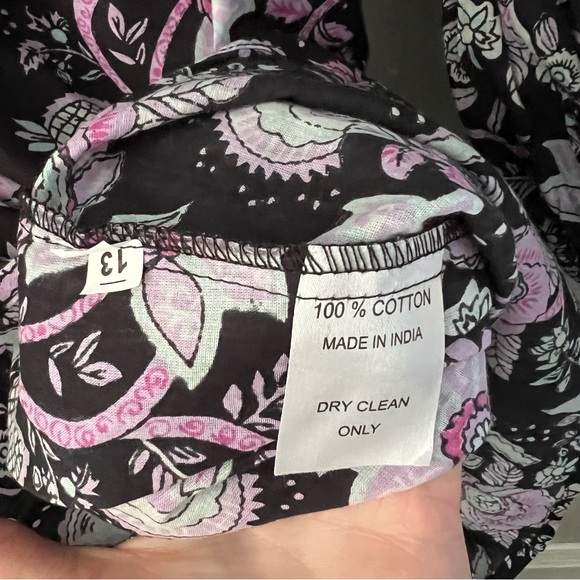 13
100 % COTTON
MADE IN INDIA
DRY CLEAN
ONLY